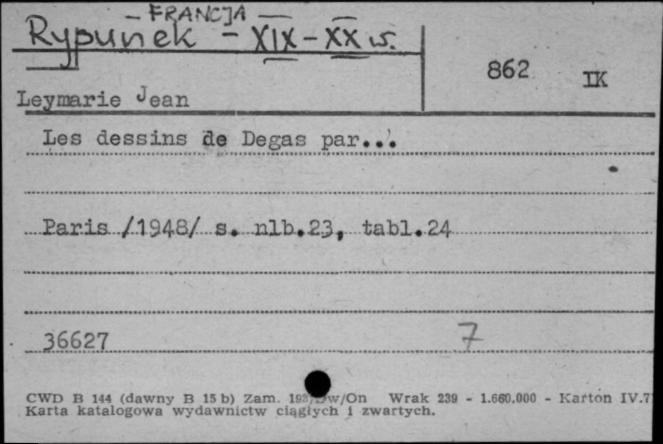 – FRANCJA
Rysunek – XIX – XX w.
862 IK
Leymarie Jean
Les dessins de Degas par...
Paris /1948/ s. nlb.23, tabl.24
36627 7
CWD B 144 (dawny B 15 b) Zam. w/On Wrak 239 - 1.660.000 - Karton IV.7
Karta katalogowa wydawnictw ciągłych i zwartych.